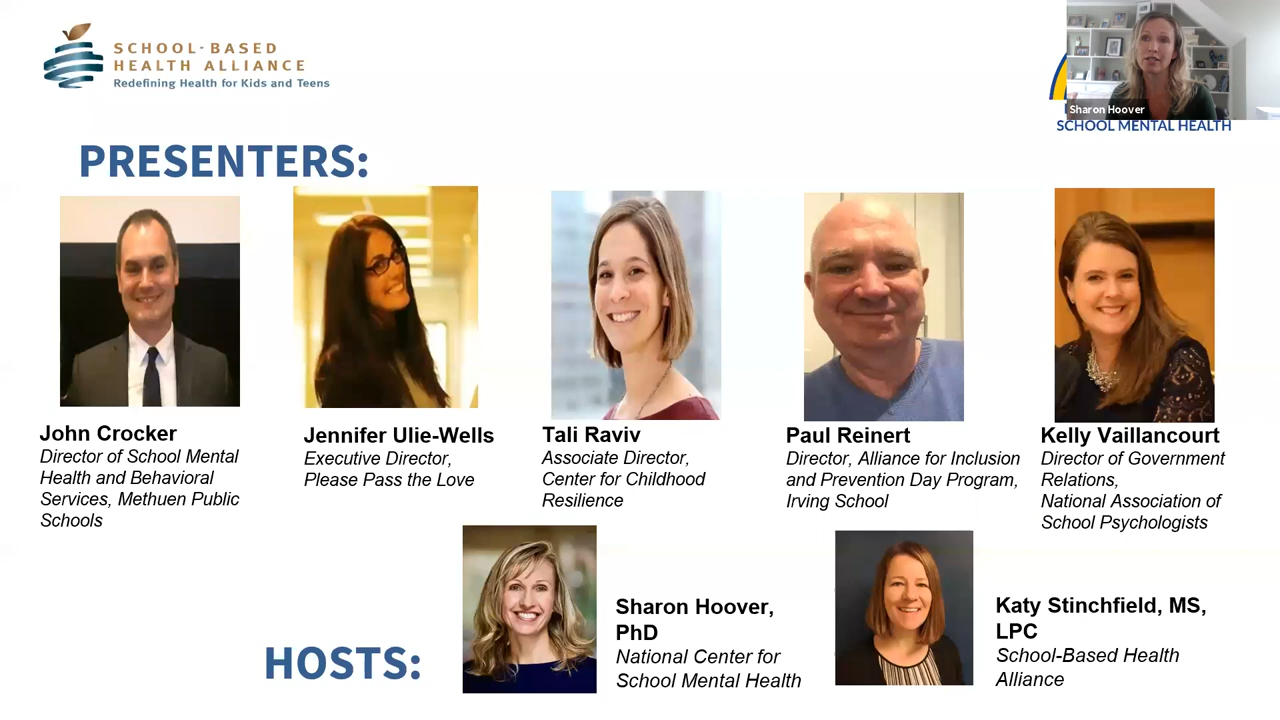 SCHOOL-BASED
HEALTH ALLIANCE
Redefining Health for Kids and Teens
Sharon Hoover
SCHOOL MENTAL HEALTH
PRESENTERS:
John Crocker
Director of School Mental
Health and Behavioral
Services, Methuen Public
Schools
Jennifer Ulie-Wells
Executive Director,
Please Pass the Love
Tali Raviv
Associate Director,
Center for Childhood
Resilience
Paul Reinert
Director, Alliance for Inclusion
and Prevention Day Program,
Irving School
Kelly Vaillancourt
Director of Government
Relations,
National Association of
School Psychologists
HOSTS:
Sharon Hoover,
PhD
National Center for
School Mental Health
Katy Stinchfield, MS,
LPC
School-Based Health
Alliance